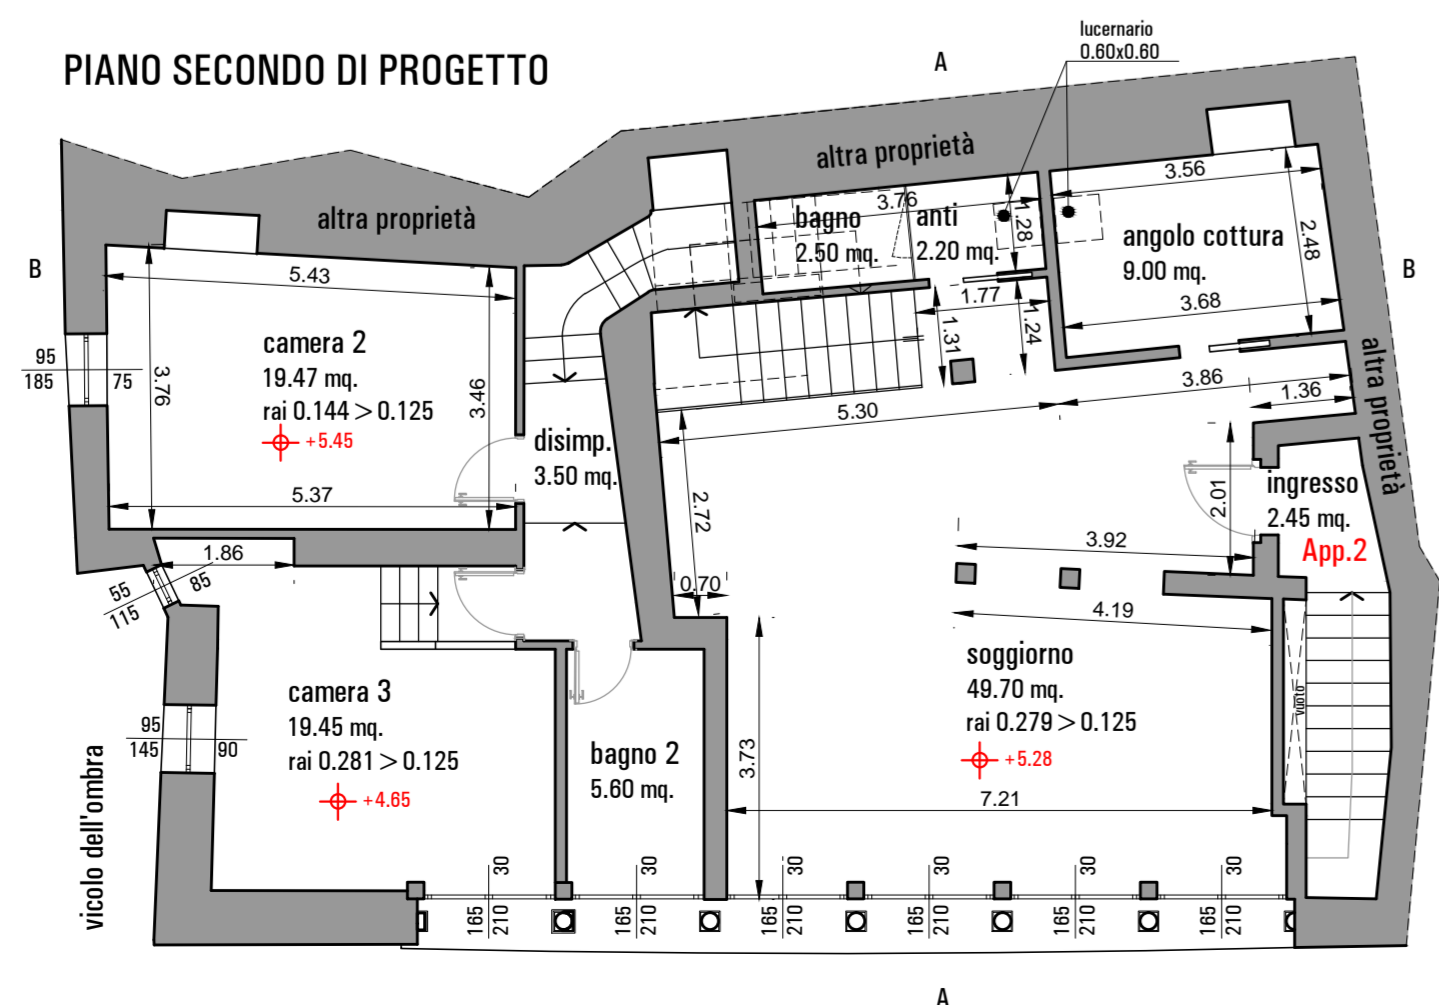 PIANO SECONDO DI PROGETTO
lucernario
0.60x0.60
A
altra proprietà
altra proprietà
3.56
3.76
bagno
2.50 mq.
anti
2.20 mq.
1.28
angolo cottura
9.00 mq.
2.48
3.68
B
B
5.43
camera 2
19.47 mq.
rai 0.144 > 0.125
+5.45
3.76
3.46
5.37
95
185
75
1.77
1.31
1.24
3.86
1.36
5.30
altra proprietà
disimp.
3.50 mq.
2.72
2.01
ingresso
2.45 mq.
App.2
3.92
4.19
0.70
1.86
55
115
85
soggiorno
49.70 mq.
rai 0.279 > 0.125
+5.28
vuoto
camera 3
19.45 mq.
rai 0.281 > 0.125
+4.65
95
145
90
bagno 2
5.60 mq.
3.73
7.21
vicolo dell'ombra
30
30
30
30
30
30
165
210
165
210
165
210
165
210
165
210
165
210
A